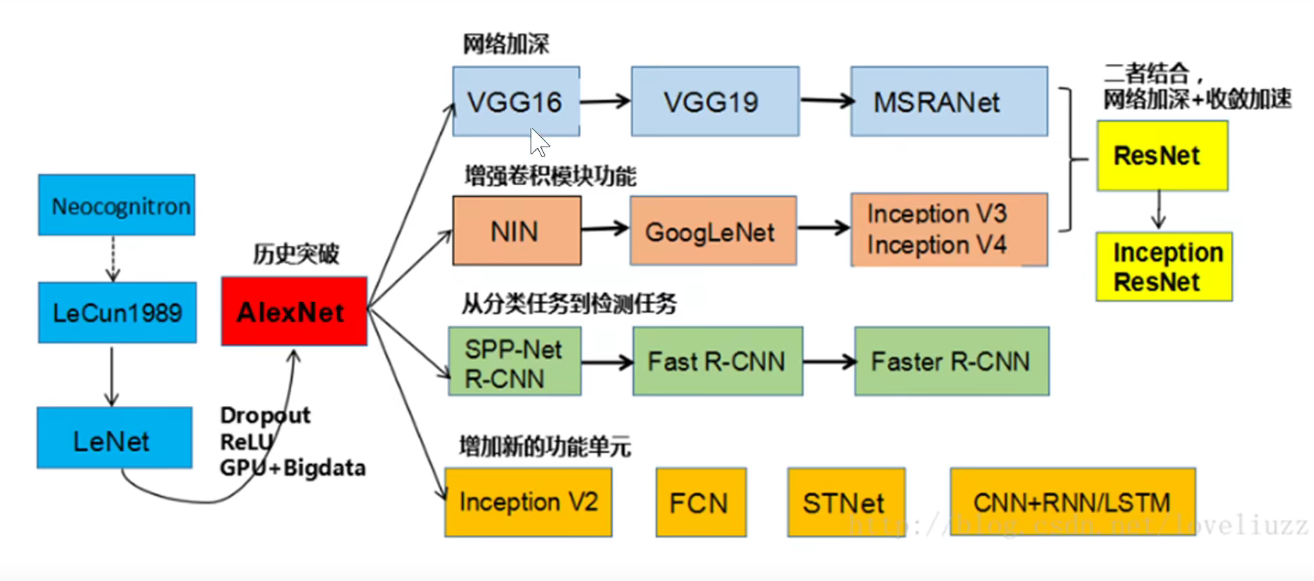 网络加深
VGG16
VGG19
MSRANet
二者结合，
网络加深+收敛加速
ResNet
Inception
ResNet
增强卷积模块功能
NIN
GoogLeNet
Inception V3
Inception V4
Neocognitron
LeCun1989
LeNet
历史突破
AlexNet
Dropout
ReLU
GPU+Bigdata
从分类任务到检测任务
SPP-Net
R-CNN
Fast R-CNN
Faster R-CNN
增加新的功能单元
Inception V2
FCN
STNet
CNN+RNN/LSTM
http://blog.csdn.net/loveliuzz